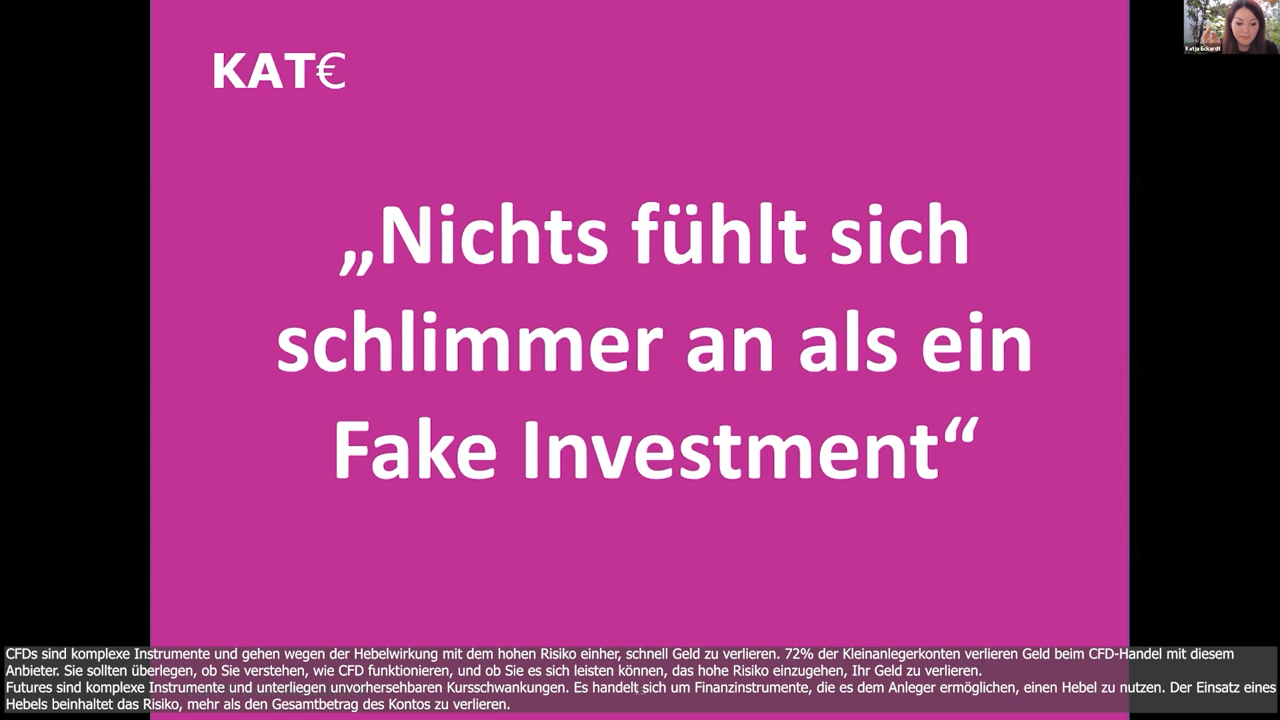 KAT€
Katja Eckardt
„Nichts fühlt sich
schlimmer an als ein
Fake Investment“
CFDs sind komplexe Instrumente und gehen wegen der Hebelwirkung mit dem hohen Risiko einher, schnell Geld zu verlieren. 72% der Kleinanlegerkonten verlieren Geld beim CFD-Handel mit diesem
Anbieter. Sie sollten überlegen, ob Sie verstehen, wie CFD funktionieren, und ob Sie es sich leisten können, das hohe Risiko einzugehen, Ihr Geld zu verlieren.
Futures sind komplexe Instrumente und unterliegen unvorhersehbaren Kursschwankungen. Es handelt sich um Finanzinstrumente, die es dem Anleger ermöglichen, einen Hebel zu nutzen. Der Einsatz eines
Hebels beinhaltet das Risiko, mehr als den Gesamtbetrag des Kontos zu verlieren.